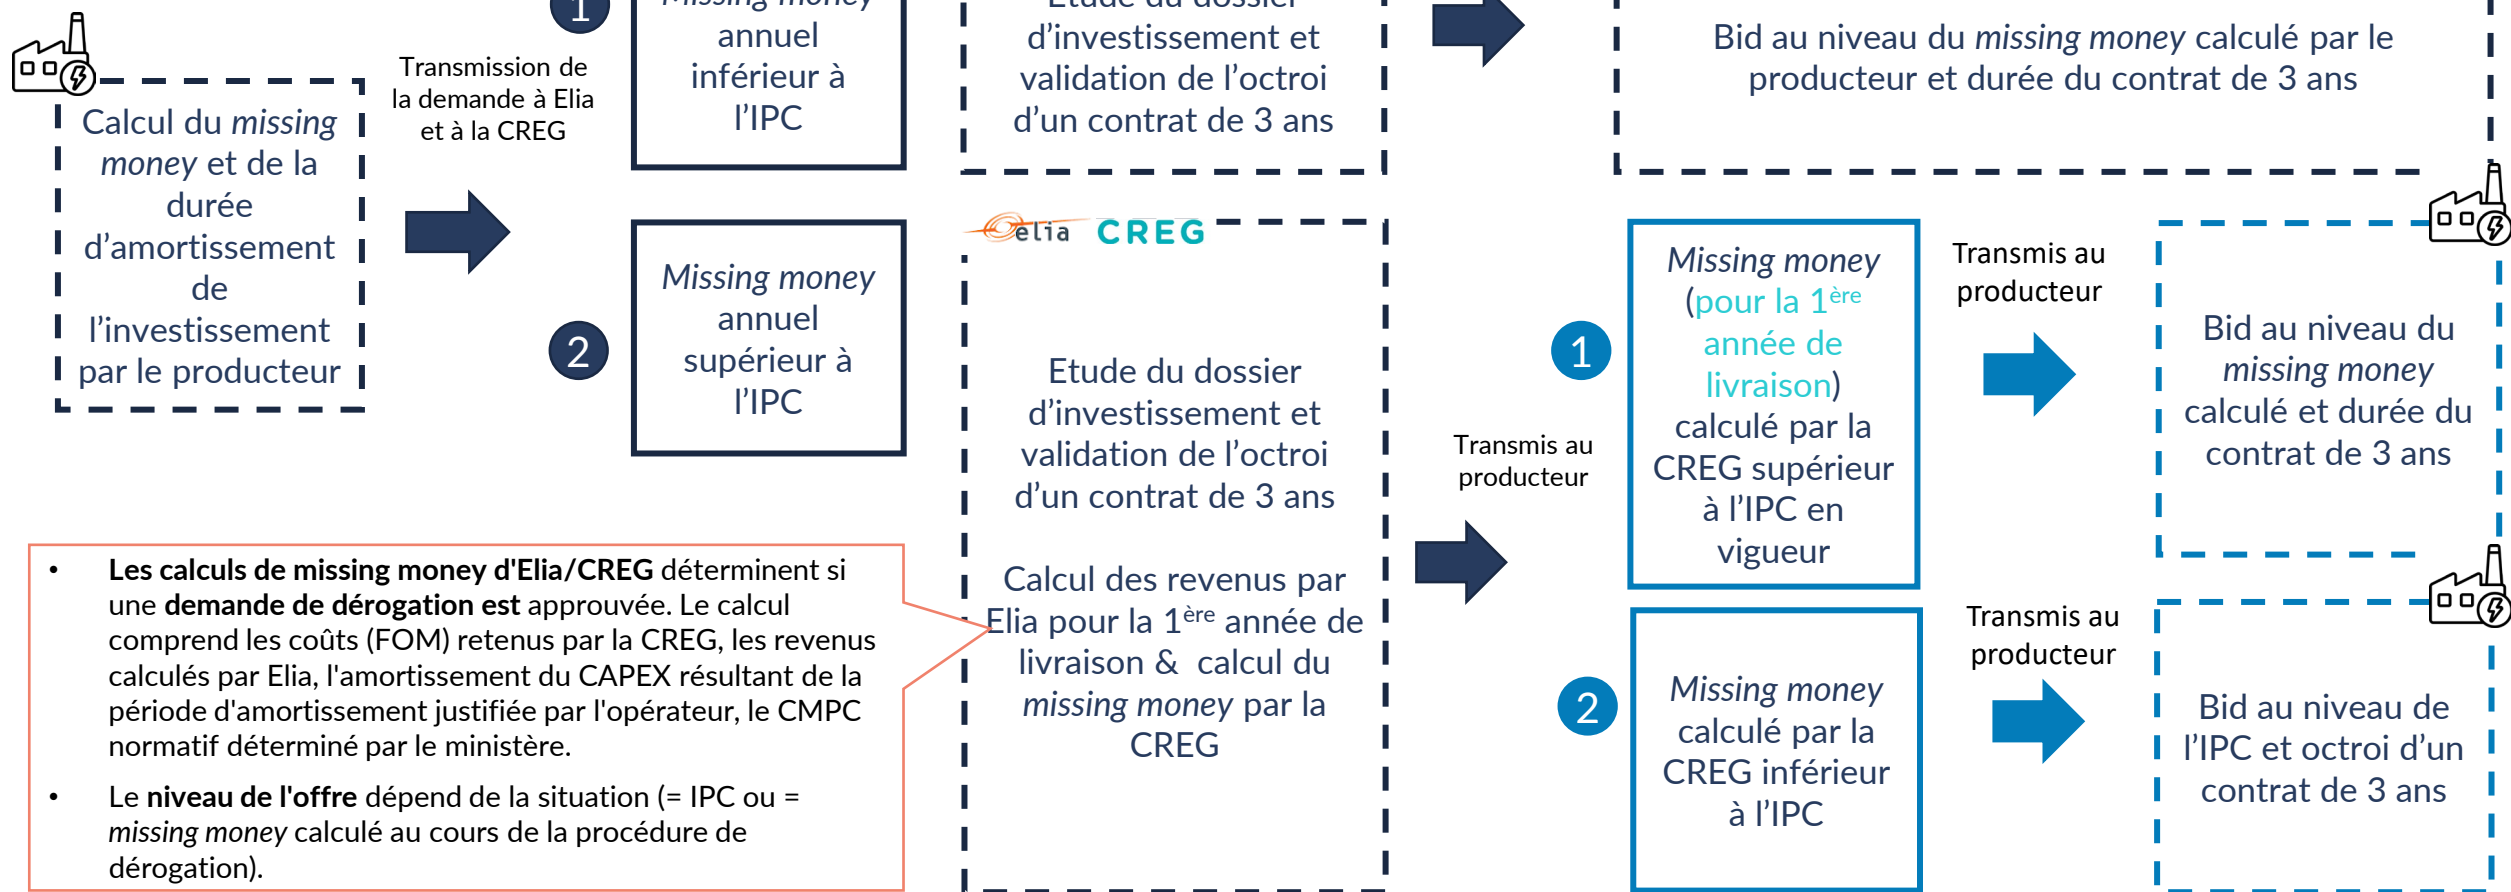 Calcul du missing
money et de la
durée
d'amortissement
de
l'investissement
par le producteur
Transmission de
la demande à Elia
et à la CREG
1
Missing money
annuel
inférieur à
l'IPC
Etude du dossier
d'investissement et
validation de l'octroi
d'un contrat de 3 ans
Bid au niveau du missing money calculé par le
producteur et durée du contrat de 3 ans
2
Missing money
annuel
supérieur à
l'IPC
elia CREG
Etude du dossier
d'investissement et
validation de l'octroi
d'un contrat de 3 ans
Calcul des revenus par
Elia pour la 1ère année de
livraison & calcul du
missing money par la
CREG
Transmis au
producteur
1
Missing money
(pour la 1ère
année de
livraison)
calculé par la
CREG supérieur
à l'IPC en
vigueur
Transmis au
producteur
Bid au niveau du
missing money
calculé et durée du
contrat de 3 ans
2
Missing money
calculé par la
CREG inférieur
à l'IPC
Transmis au
producteur
Bid au niveau de
l'IPC et octroi d'un
contrat de 3 ans
• Les calculs de missing money d'Elia/CREG déterminent si
une demande de dérogation est approuvée. Le calcul
comprend les coûts (FOM) retenus par la CREG, les revenus
calculés par Elia, l'amortissement du CAPEX résultant de la
période d'amortissement justifiée par l'opérateur, le CMPC
normatif déterminé par le ministère.
• Le niveau de l'offre dépend de la situation (= IPC ou =
missing money calculé au cours de la procédure de
dérogation).